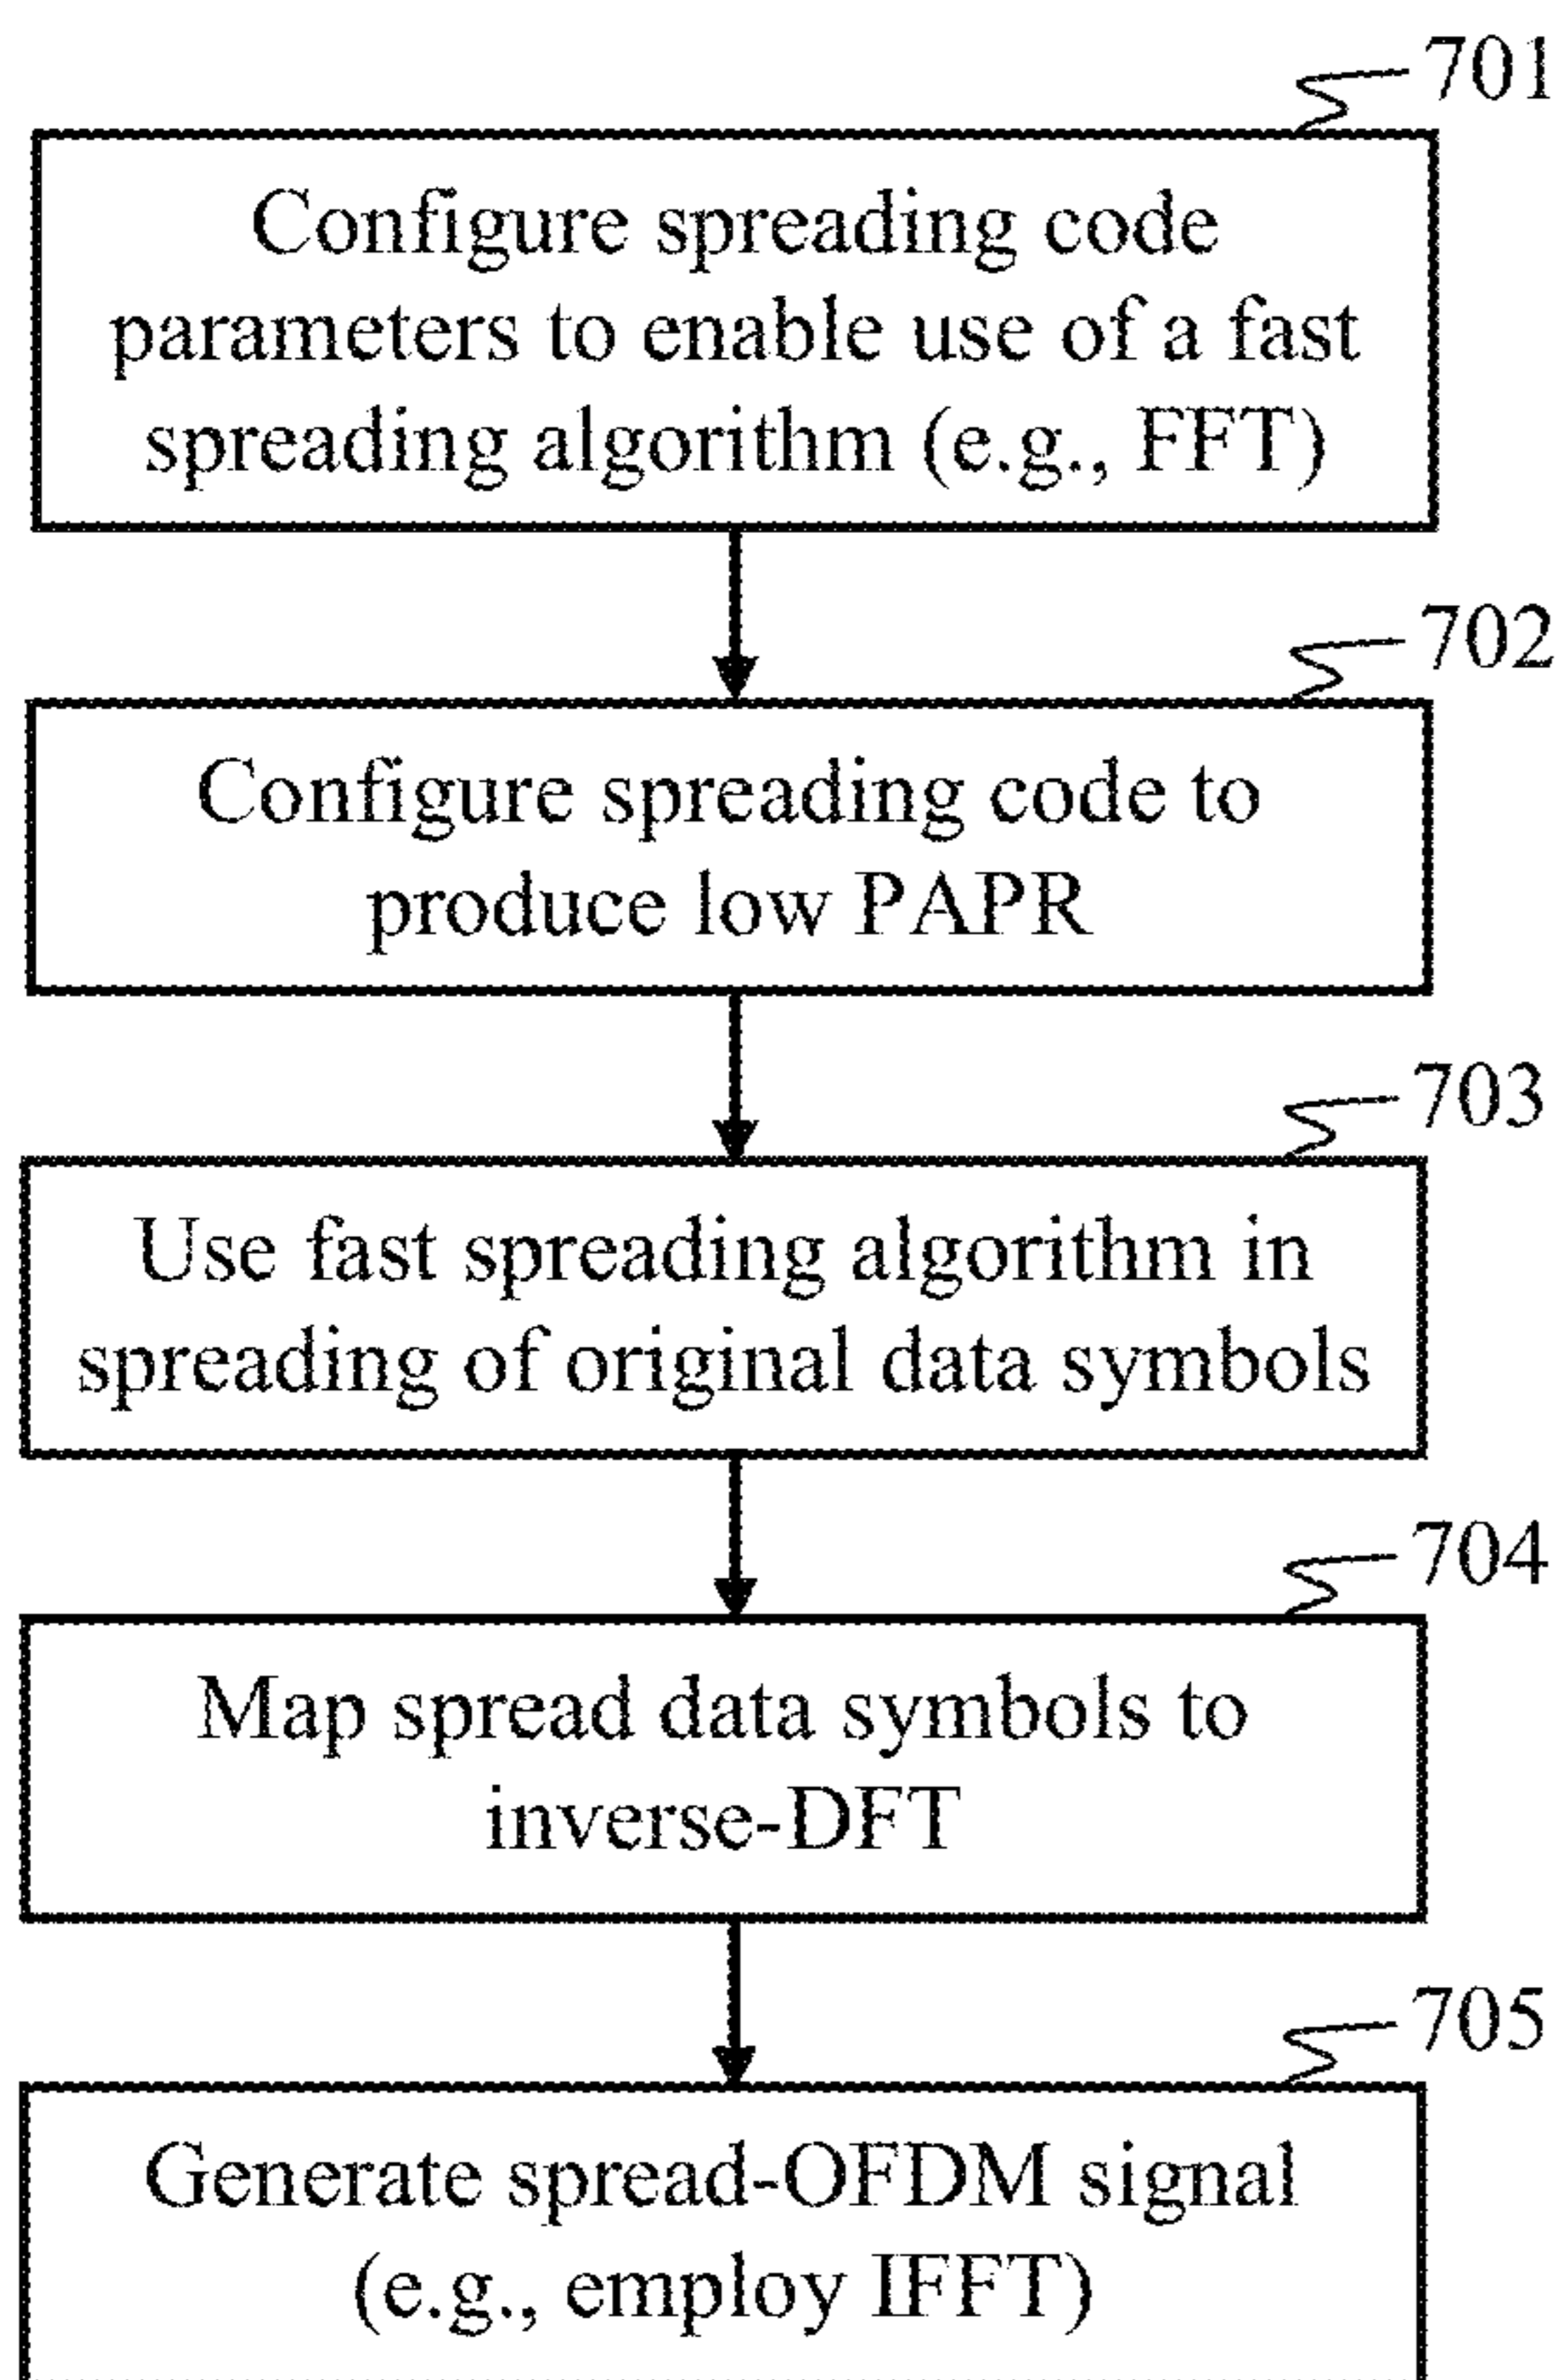 701
Configure spreading code
parameters to enable use of a fast
spreading algorithm (e.g., FFT)
702
Configure spreading code to
produce low PAPR
703
Use fast spreading algorithm in
spreading of original data symbols
704
Map spread data symbols to
inverse-DFT
705
Generate spread-OFDM signal
(e.g., employ IFFT)